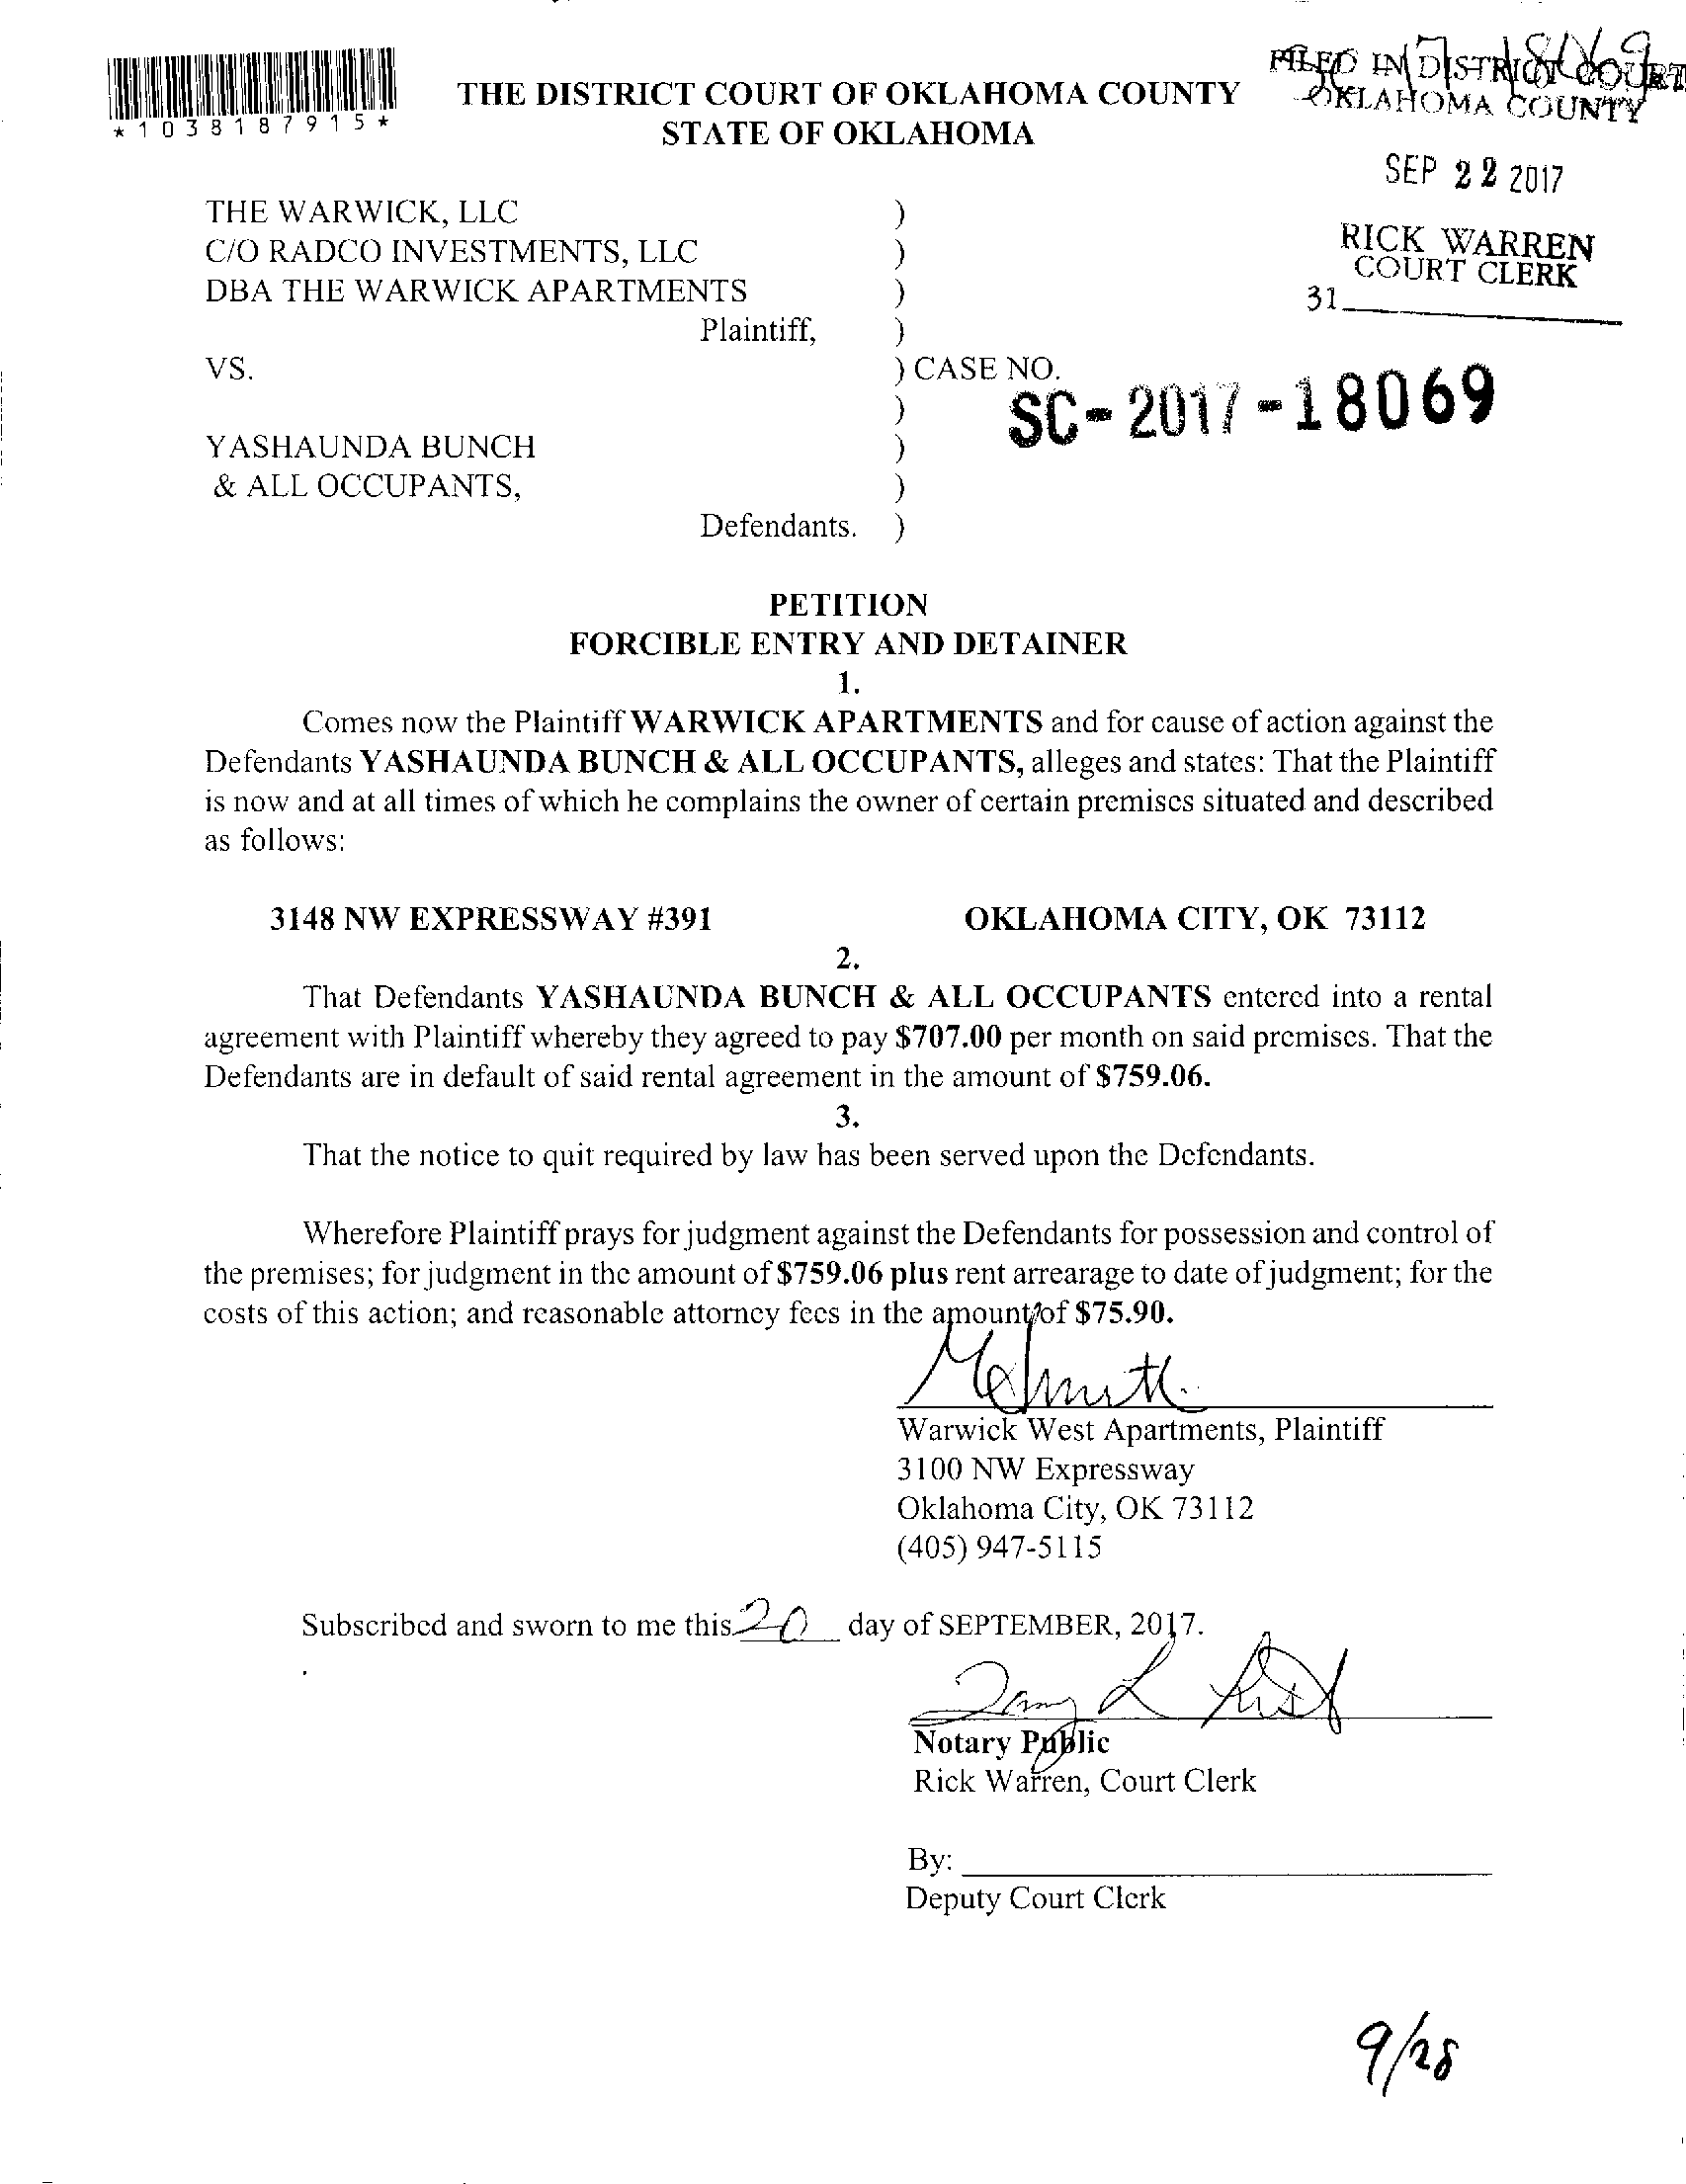 *1038187915*
THE DISTRICT COURT OF OKLAHOMA COUNTY
STATE OF OKLAHOMA
FILED IN DISTRICT COURT
OKLAHOMA COUNTY
SEP 22 2017
RICK WARREN
COURT CLERK
31
THE WARWICK, LLC )
C/O RADCO INVESTMENTS, LLC )
DBA THE WARWICK APARTMENTS )
Plaintiff, )
VS. ) CASE NO.
) SC-2017-18069
YASHAUNDA BUNCH )
& ALL OCCUPANTS, )
Defendants. )
PETITION
FORCIBLE ENTRY AND DETAINER
1.
Comes now the Plaintiff WARWICK APARTMENTS and for cause of action against the
Defendants YASHAUNDA BUNCH & ALL OCCUPANTS, alleges and states: That the Plaintiff
is now and at all times of which he complains the owner of certain premises situated and described
as follows:
3148 NW EXPRESSWAY #391 OKLAHOMA CITY, OK 73112
2.
That Defendants YASHAUNDA BUNCH & ALL OCCUPANTS entered into a rental
agreement with Plaintiff whereby they agreed to pay $707.00 per month on said premises. That the
Defendants are in default of said rental agreement in the amount of $759.06.
3.
That the notice to quit required by law has been served upon the Defendants.
Wherefore Plaintiff prays for judgment against the Defendants for possession and control of
the premises; for judgment in the amount of $759.06 plus rent arrearage to date of judgment; for the
costs of this action; and reasonable attorney fees in the amount of $75.90.
Warwick West Apartments, Plaintiff
3100 NW Expressway
Oklahoma City, OK 73112
(405) 947-5115
Subscribed and sworn to me this 20 day of SEPTEMBER, 2017.
Notary Public
Rick Warren, Court Clerk
By:
Deputy Court Clerk
9/28